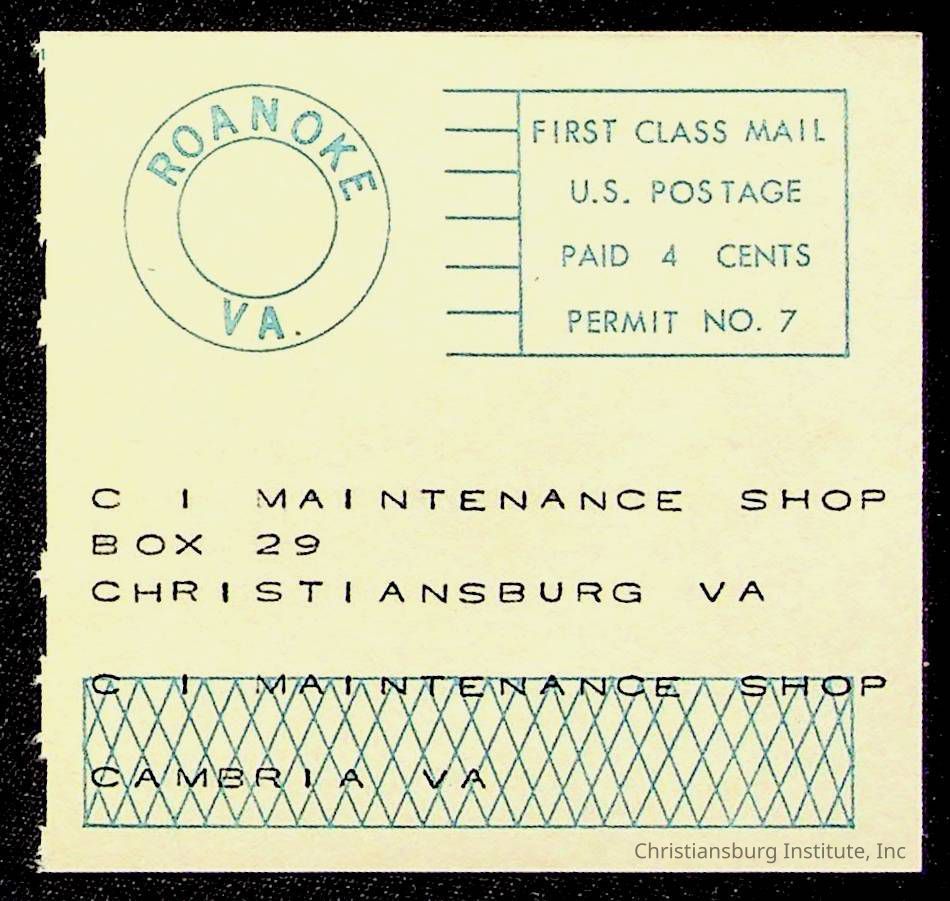 ROANOKE
VA.
FIRST CLASS MAIL
U.S. POSTAGE
PAID 4 CENTS
PERMIT NO. 7
C I MAINTENANCE SHOP
BOX 29
CHRISTIANSBURG VA
C I MAINTENANCE SHOP
CAMBRIA VA
Christiansburg Institute, Inc